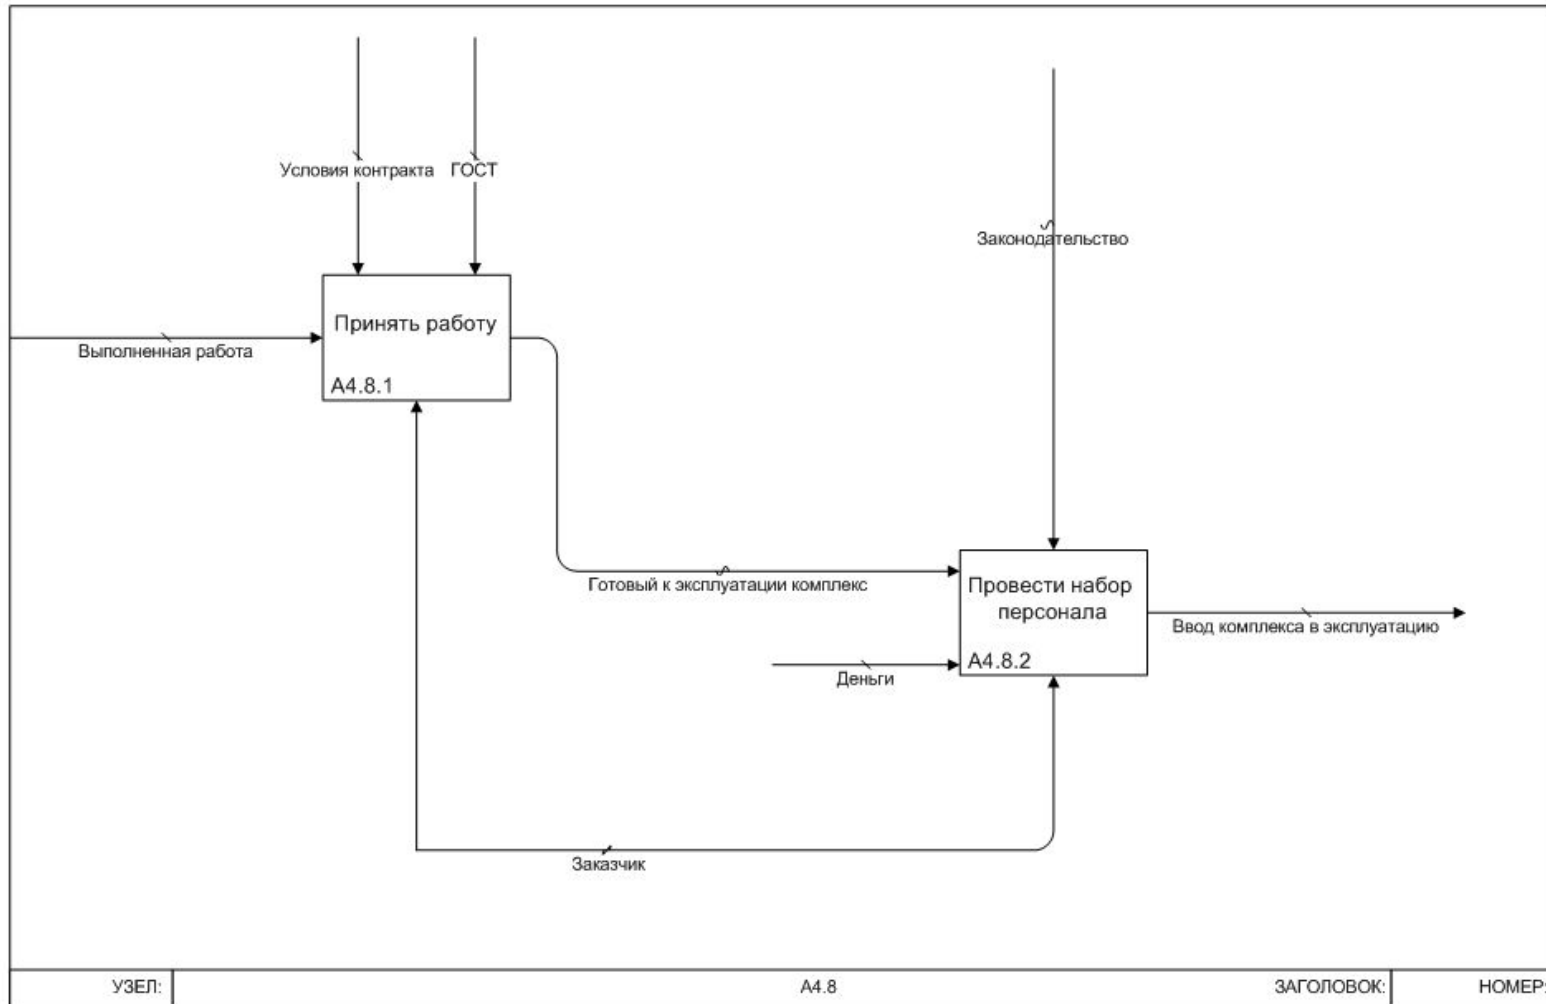 Условия контракта ГОСТ
Законодательство
Принять работу
A4.8.1
Выполненная работа
Готовый к эксплуатации комплекс
Провести набор
персонала
A4.8.2
Ввод комплекса в эксплуатацию
Деньги
Заказчик
УЗЕЛ: A4.8 ЗАГОЛОВОК: НОМЕР: